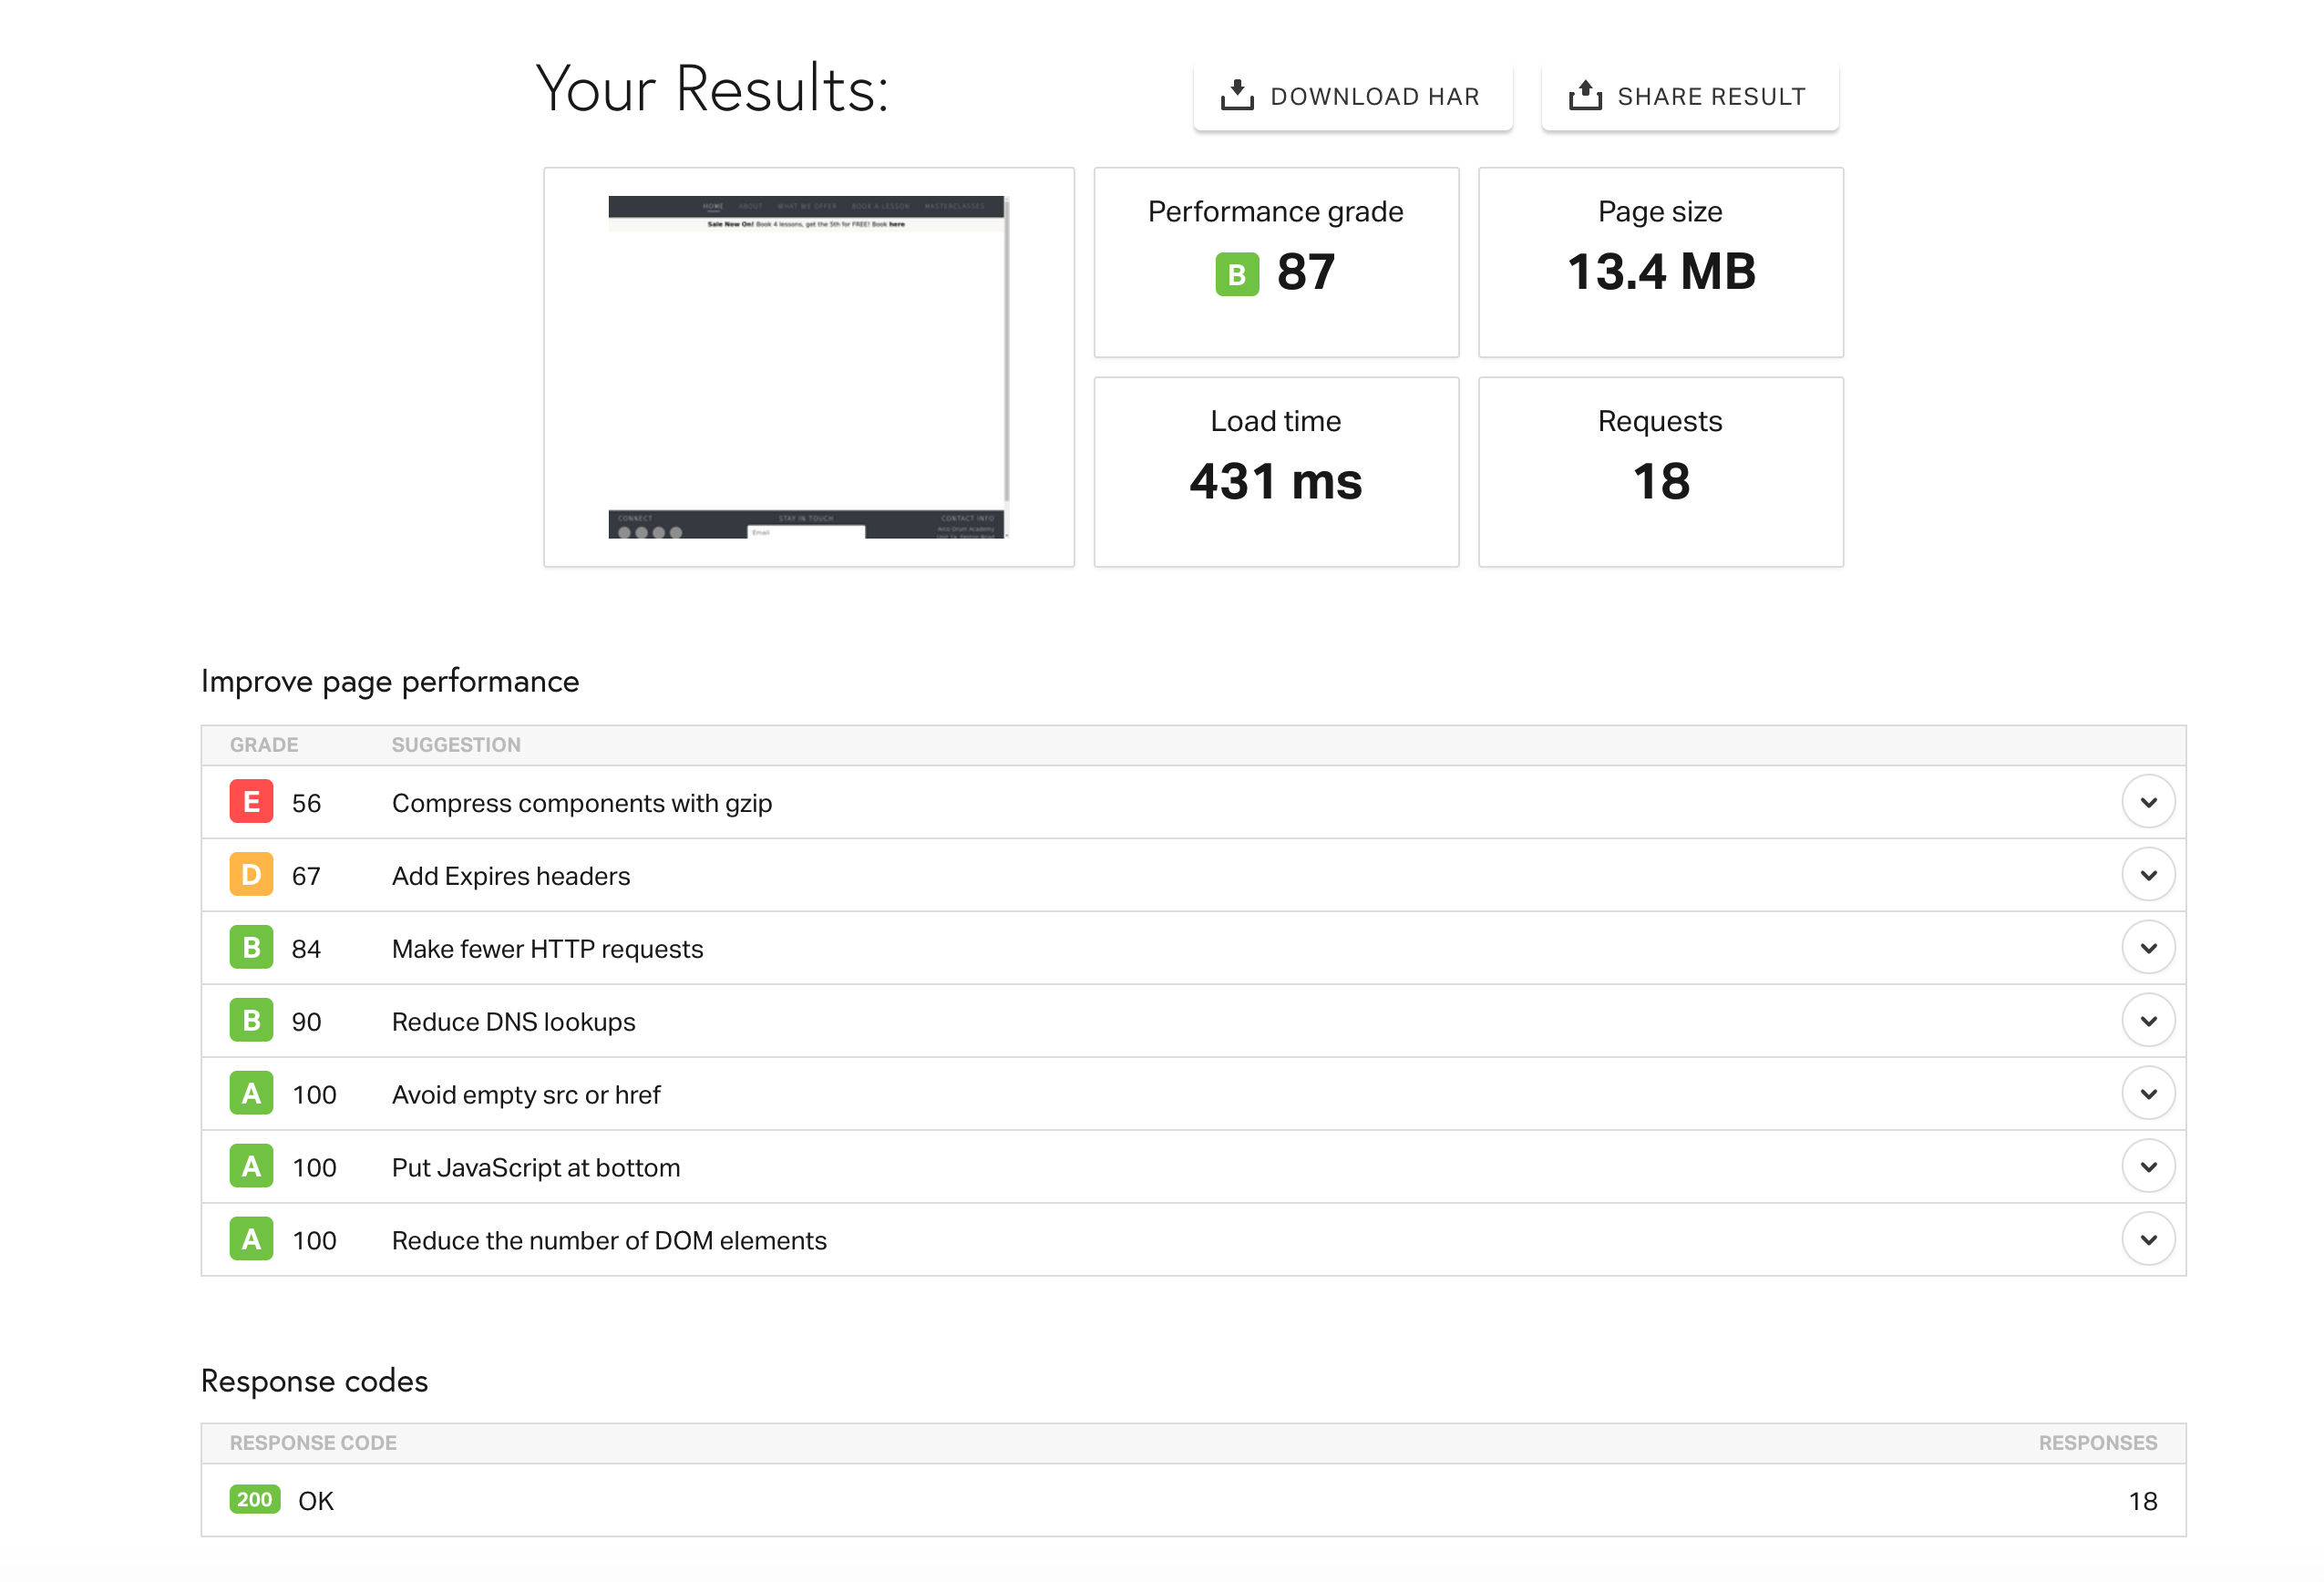 Your Results:
DOWNLOAD HAR
SHARE RESULT
HOME ABOUT WHAT WE OFFER BOOK A LESSON MASTERCLASSES
Sale Now On! Book 4 lessons, get the 5th for FREE! Book here
CONNECT
STAY IN TOUCH
Email
CONTACT INFO
Performance grade
B 87
Page size
13.4 MB
Load time
431 ms
Requests
18
Improve page performance
GRADE SUGGESTION
E 56 Compress components with gzip
D 67 Add Expires headers
B 84 Make fewer HTTP requests
B 90 Reduce DNS lookups
A 100 Avoid empty src or href
A 100 Put JavaScript at bottom
A 100 Reduce the number of DOM elements
Response codes
RESPONSE CODE RESPONSES
200 OK 18